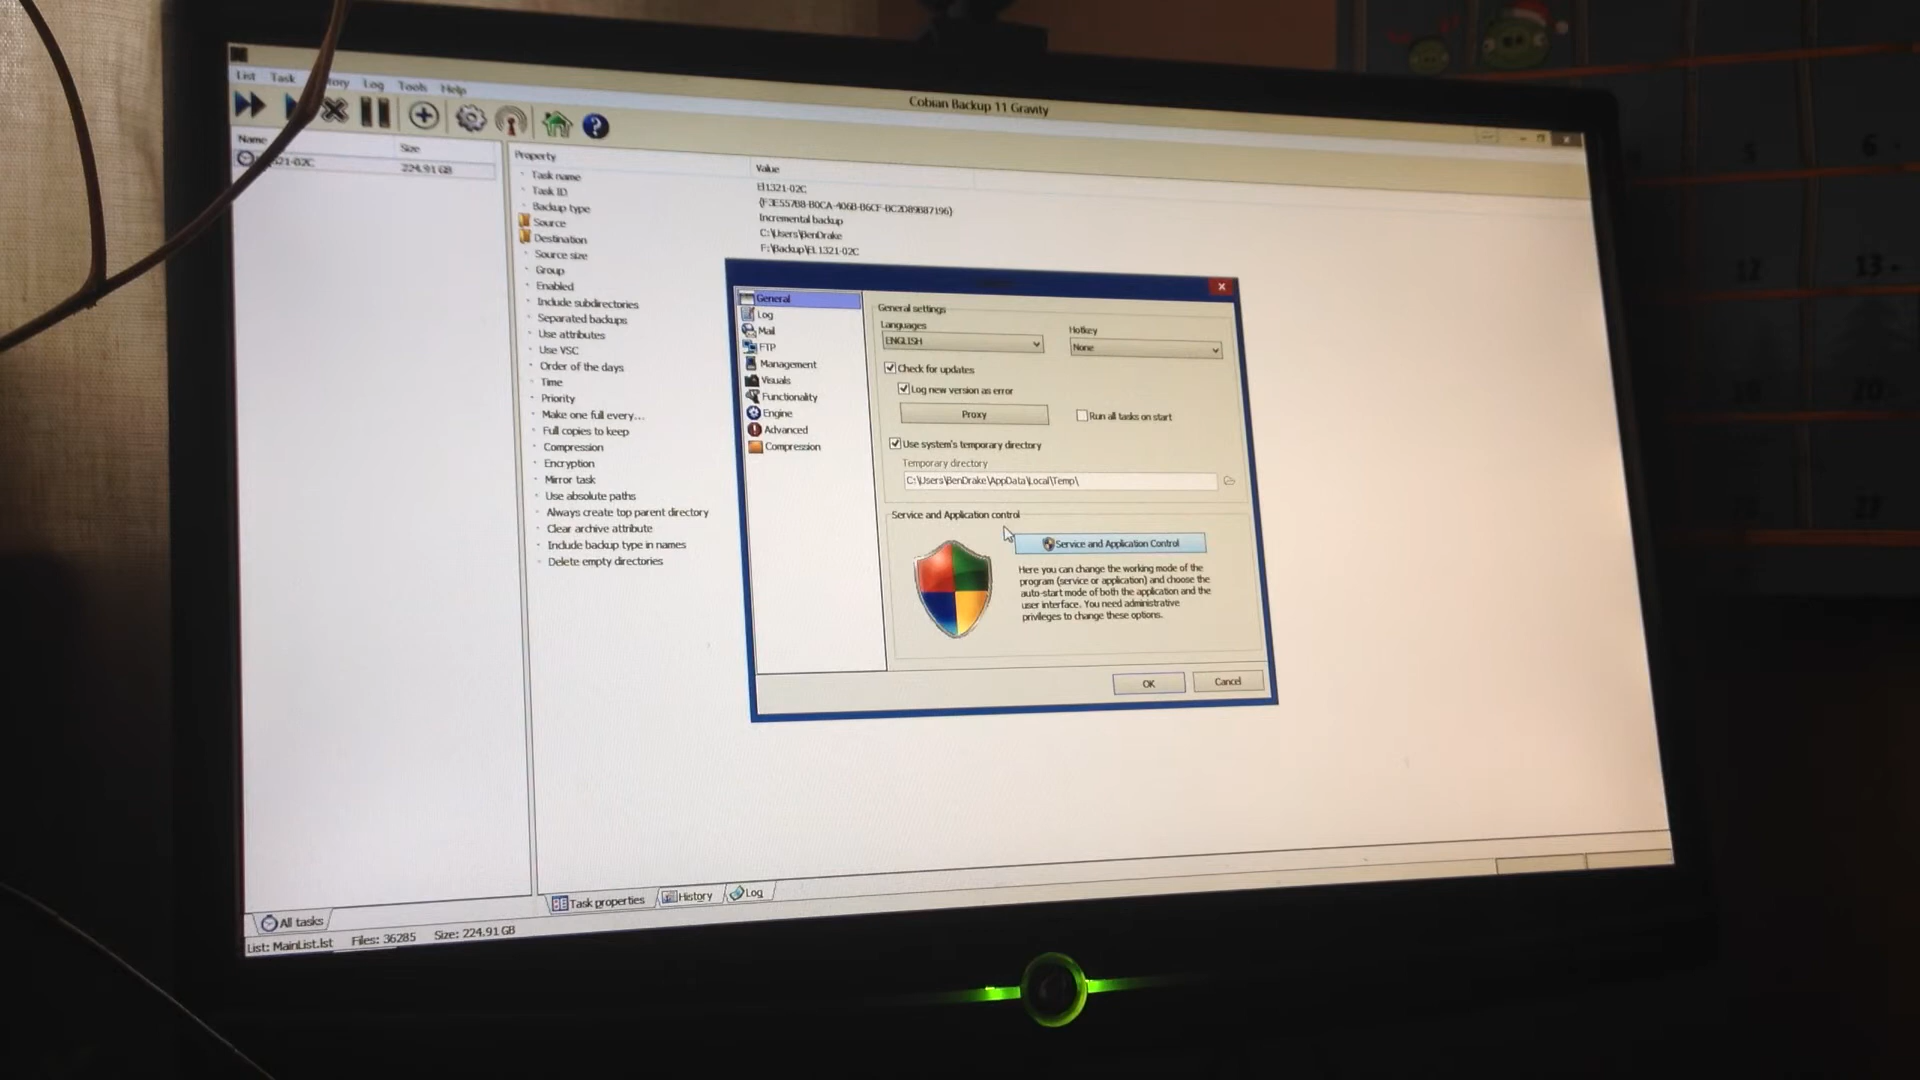 Cobian Backup 11 Gravity
List Task Log Tools Help
Name Size
21-02C 224.91 GB
Property Value
Task name El1321-02C
Task ID
Backup type Incremental backup
Source C:\Users\BenDrake
Destination F:\Backup\EL1321-02C
Source size
Group
Enabled
Include subdirectories
Separated backups
Use attributes
Use VSC
Order of the days
Time
Priority
Make one full every...
Full copies to keep
Compression
Encryption
Mirror task
Use absolute paths
Always create top parent directory
Clear archive attribute
Include backup type in names
Delete empty directories
General
Log
Mail
FTP
Management
Visuals
Functionality
Engine
Advanced
Compression
General settings
Languages Hotkey
ENGLISH None
Check for updates
Log new version as error
Proxy Run all tasks on start
Use system's temporary directory
Temporary directory
C:\Users\BenDrake\AppData\Local\Temp\
Service and Application control
Service and Application Control
Here you can change the working mode of the
program (service or application) and choose the
auto-start mode of both the application and the
user interface. You need administrative
privileges to change these options.
OK Cancel
Task properties History Log
All tasks
List: MainList.lst Files: 36285 Size: 224.91 GB
5 6
12 13
20
27